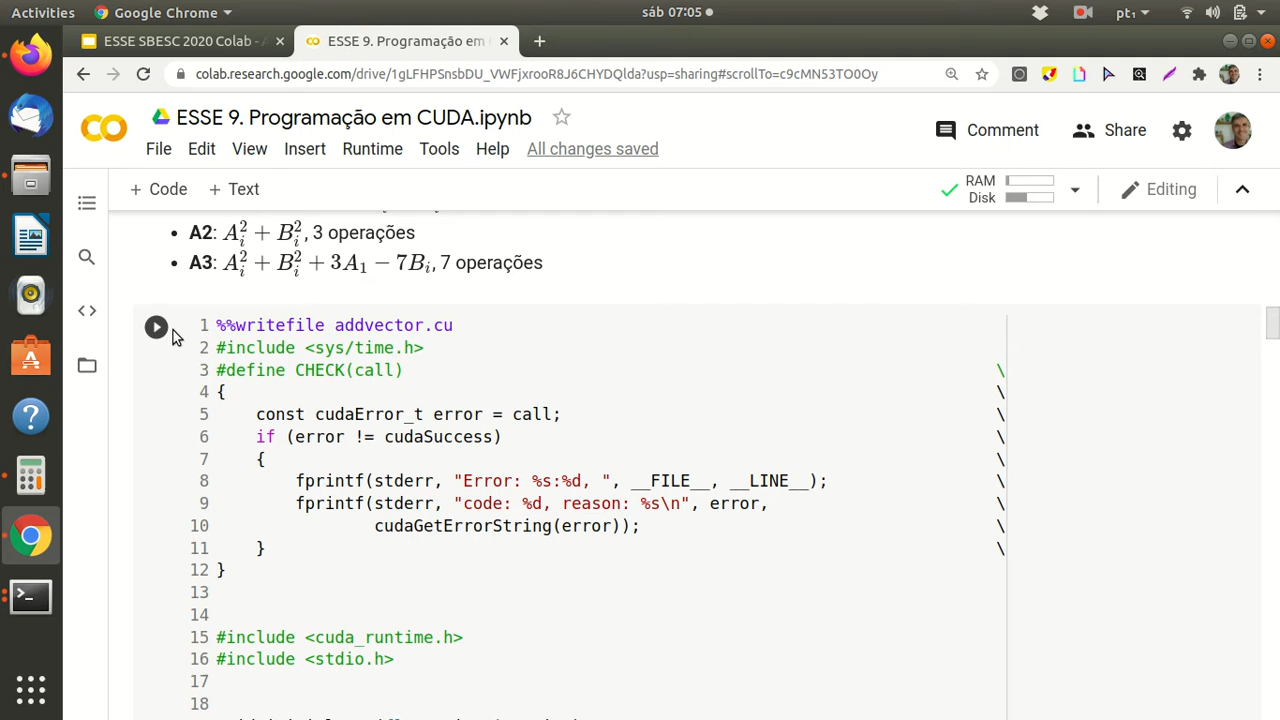 Activities
Google Chrome
sáb 07:05
pt₁
ESSE SBESC 2020 Colab - A
ESSE 9. Programação em
colab.research.google.com/drive/1gLFHPSnsbDU_VWFjxrooR8J6CHYDQlda?usp=sharing#scrollTo=c9cMN53TO0Oy
ESSE 9. Programação em CUDA.ipynb
Comment
Share
File Edit View Insert Runtime Tools Help All changes saved
+ Code + Text
RAM
Disk
Editing
• A2: A_i^2 + B_i^2, 3 operações
• A3: A_i^2 + B_i^2 + 3A_1 − 7B_i, 7 operações
1 %%writefile addvector.cu
2 #include <sys/time.h>
3 #define CHECK(call) \
4 { \
5 const cudaError_t error = call; \
6 if (error != cudaSuccess) \
7 { \
8 fprintf(stderr, "Error: %s:%d, ", __FILE__, __LINE__); \
9 fprintf(stderr, "code: %d, reason: %s\n", error, \
10 cudaGetErrorString(error)); \
11 } \
12 }
13
14
15 #include <cuda_runtime.h>
16 #include <stdio.h>
17
18